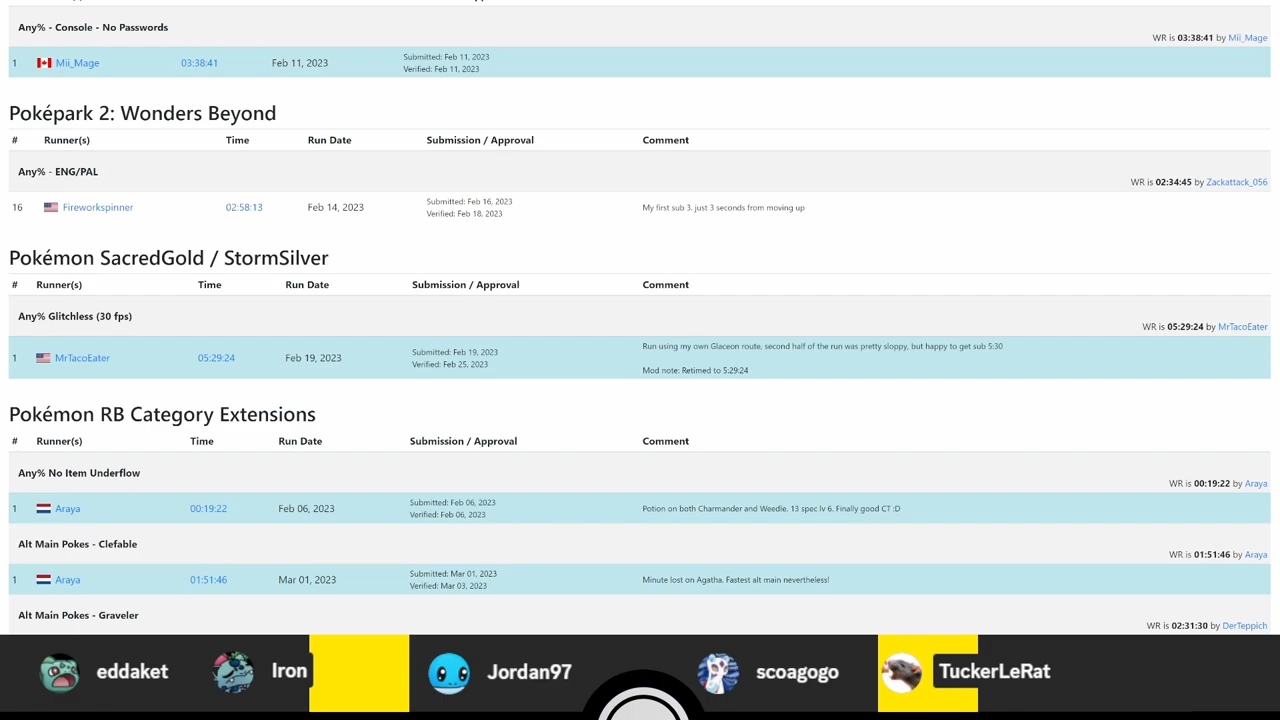 Any% - Console - No Passwords
WR is 03:38:41 by Mii_Mage
1 Mii_Mage 03:38:41 Feb 11, 2023 Submitted: Feb 11, 2023
Verified: Feb 11, 2023
Poképark 2: Wonders Beyond
# Runner(s) Time Run Date Submission / Approval Comment
Any% - ENG/PAL
WR is 02:34:45 by Zackattack_056
16 Fireworkspinner 02:58:13 Feb 14, 2023 Submitted: Feb 16, 2023
Verified: Feb 18, 2023
My first sub 3. just 3 seconds from moving up
Pokémon SacredGold / StormSilver
# Runner(s) Time Run Date Submission / Approval Comment
Any% Glitchless (30 fps)
WR is 05:29:24 by MrTacoEater
1 MrTacoEater 05:29:24 Feb 19, 2023 Submitted: Feb 19, 2023
Verified: Feb 25, 2023
Run using my own Glaceon route, second half of the run was pretty sloppy, but happy to get sub 5:30
Mod note: Retimed to 5:29:24
Pokémon RB Category Extensions
# Runner(s) Time Run Date Submission / Approval Comment
Any% No Item Underflow
WR is 00:19:22 by Araya
1 Araya 00:19:22 Feb 06, 2023 Submitted: Feb 06, 2023
Verified: Feb 06, 2023
Potion on both Charmander and Weedle. 13 spec lv 6. Finally good CT :D
Alt Main Pokes - Clefable
WR is 01:51:46 by Araya
1 Araya 01:51:46 Mar 01, 2023 Submitted: Mar 01, 2023
Verified: Mar 03, 2023
Minute lost on Agatha. Fastest alt main nevertheless!
Alt Main Pokes - Graveler
WR is 02:31:30 by DerTeppich
eddaket Iron Jordan97 scoagogo TuckerLeRat